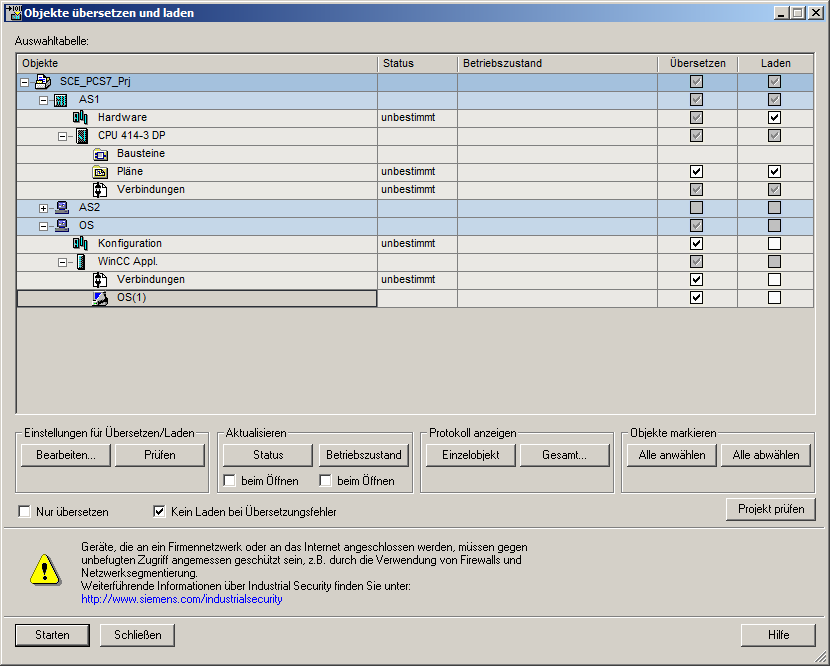 Objekte übersetzen und laden
Auswahltabelle:
Objekte Status Betriebszustand Übersetzen Laden
SCE_PCS7_Prj
AS1
Hardware unbestimmt
CPU 414-3 DP
Bausteine
Pläne unbestimmt
Verbindungen unbestimmt
AS2
OS
Konfiguration unbestimmt
WinCC Appl.
Verbindungen unbestimmt
OS(1)
Einstellungen für Übersetzen/Laden Aktualisieren Protokoll anzeigen Objekte markieren
Bearbeiten... Prüfen Status Betriebszustand Einzelobjekt Gesamt... Alle anwählen Alle abwählen
beim Öffnen beim Öffnen
Nur übersetzen Kein Laden bei Übersetzungsfehler Projekt prüfen
Geräte, die an ein Firmennetzwerk oder an das Internet angeschlossen werden, müssen gegen
unbefugten Zugriff angemessen geschützt sein, z.B. durch die Verwendung von Firewalls und
Netzwerksegmentierung.
Weiterführende Informationen über Industrial Security finden Sie unter:
http://www.siemens.com/industrialsecurity
Starten Schließen Hilfe